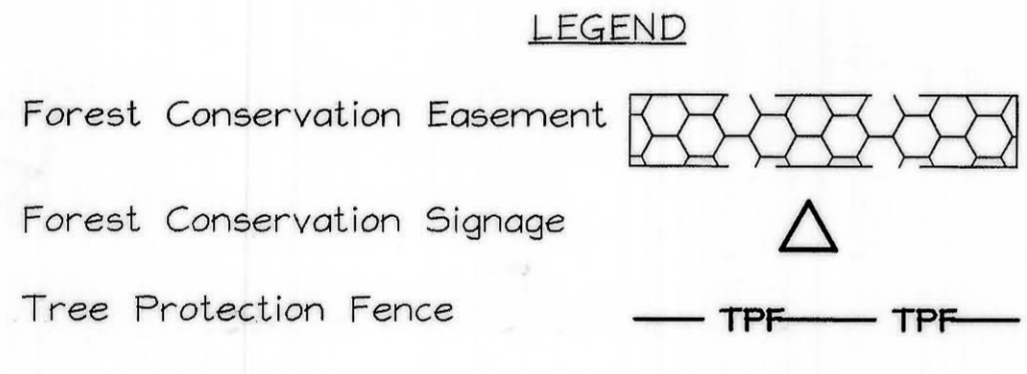 LEGEND
Forest Conservation Easement
Forest Conservation Signage
Tree Protection Fence TPF TPF